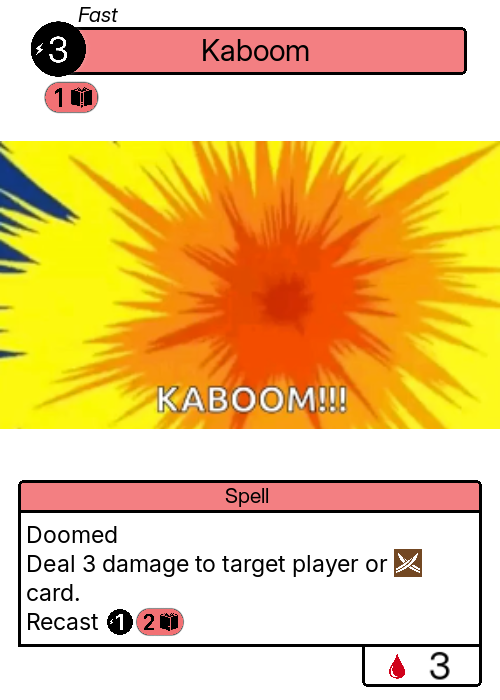 Fast
3
Kaboom
1
KABOOM!!!
Spell
Doomed
Deal 3 damage to target player or
card.
Recast 1 2
3